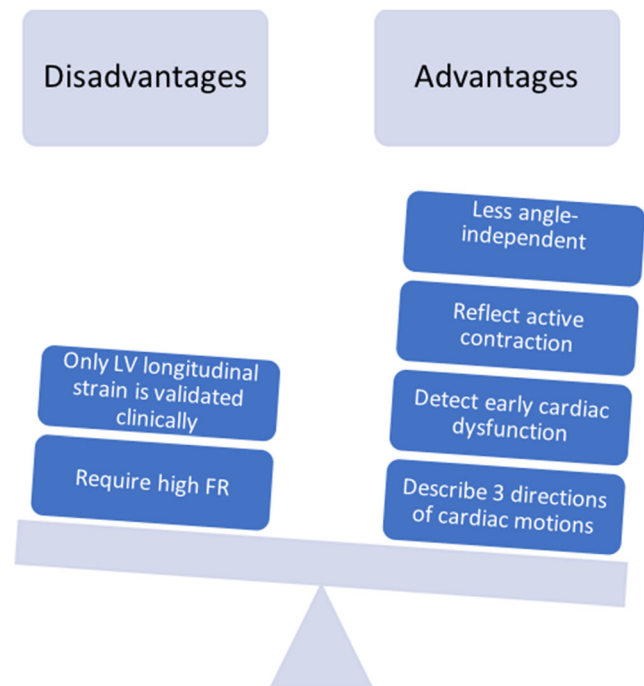 Disadvantages
Advantages
Only LV longitudinal
strain is validated
clinically
Require high FR
Less angle-
independent
Reflect active
contraction
Detect early cardiac
dysfunction
Describe 3 directions
of cardiac motions